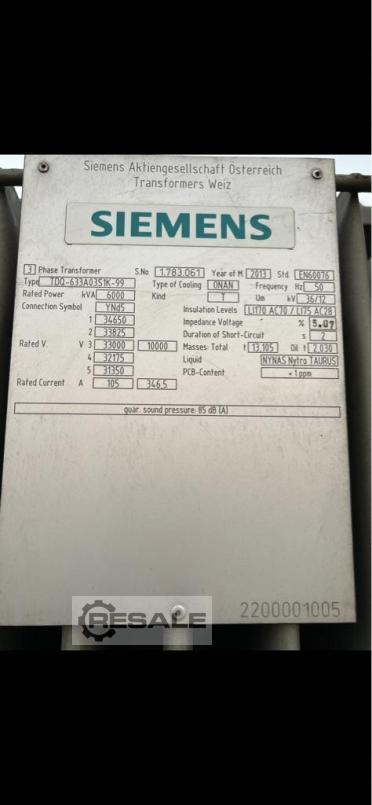 Siemens Aktiengesellschaft Österreich
Transformers Weiz
SIEMENS
3 Phase Transformer S.No 1.783.061 Year of M. 2013 Std. EN60076
Type TDQ-633A03S1K-99 Type of Cooling ONAN Frequency Hz 50
Rated Power kVA 6000 Kind T Um kV 36/12
Connection Symbol YNd5 Insulation Levels LI170 AC70 / LI75 AC28
1 34650 Impedance Voltage % 5.07
2 33825 Duration of Short-Circuit s 2
Rated V. V 3 33000 10000 Masses: Total t 13,105 Oil t 2,030
4 32175 Liquid NYNAS Nytro TAURUS
5 31350 PCB-Content < 1 ppm
Rated Current A 105 346.5
guar. sound pressure: 85 dB (A)
RESALE
2200001005